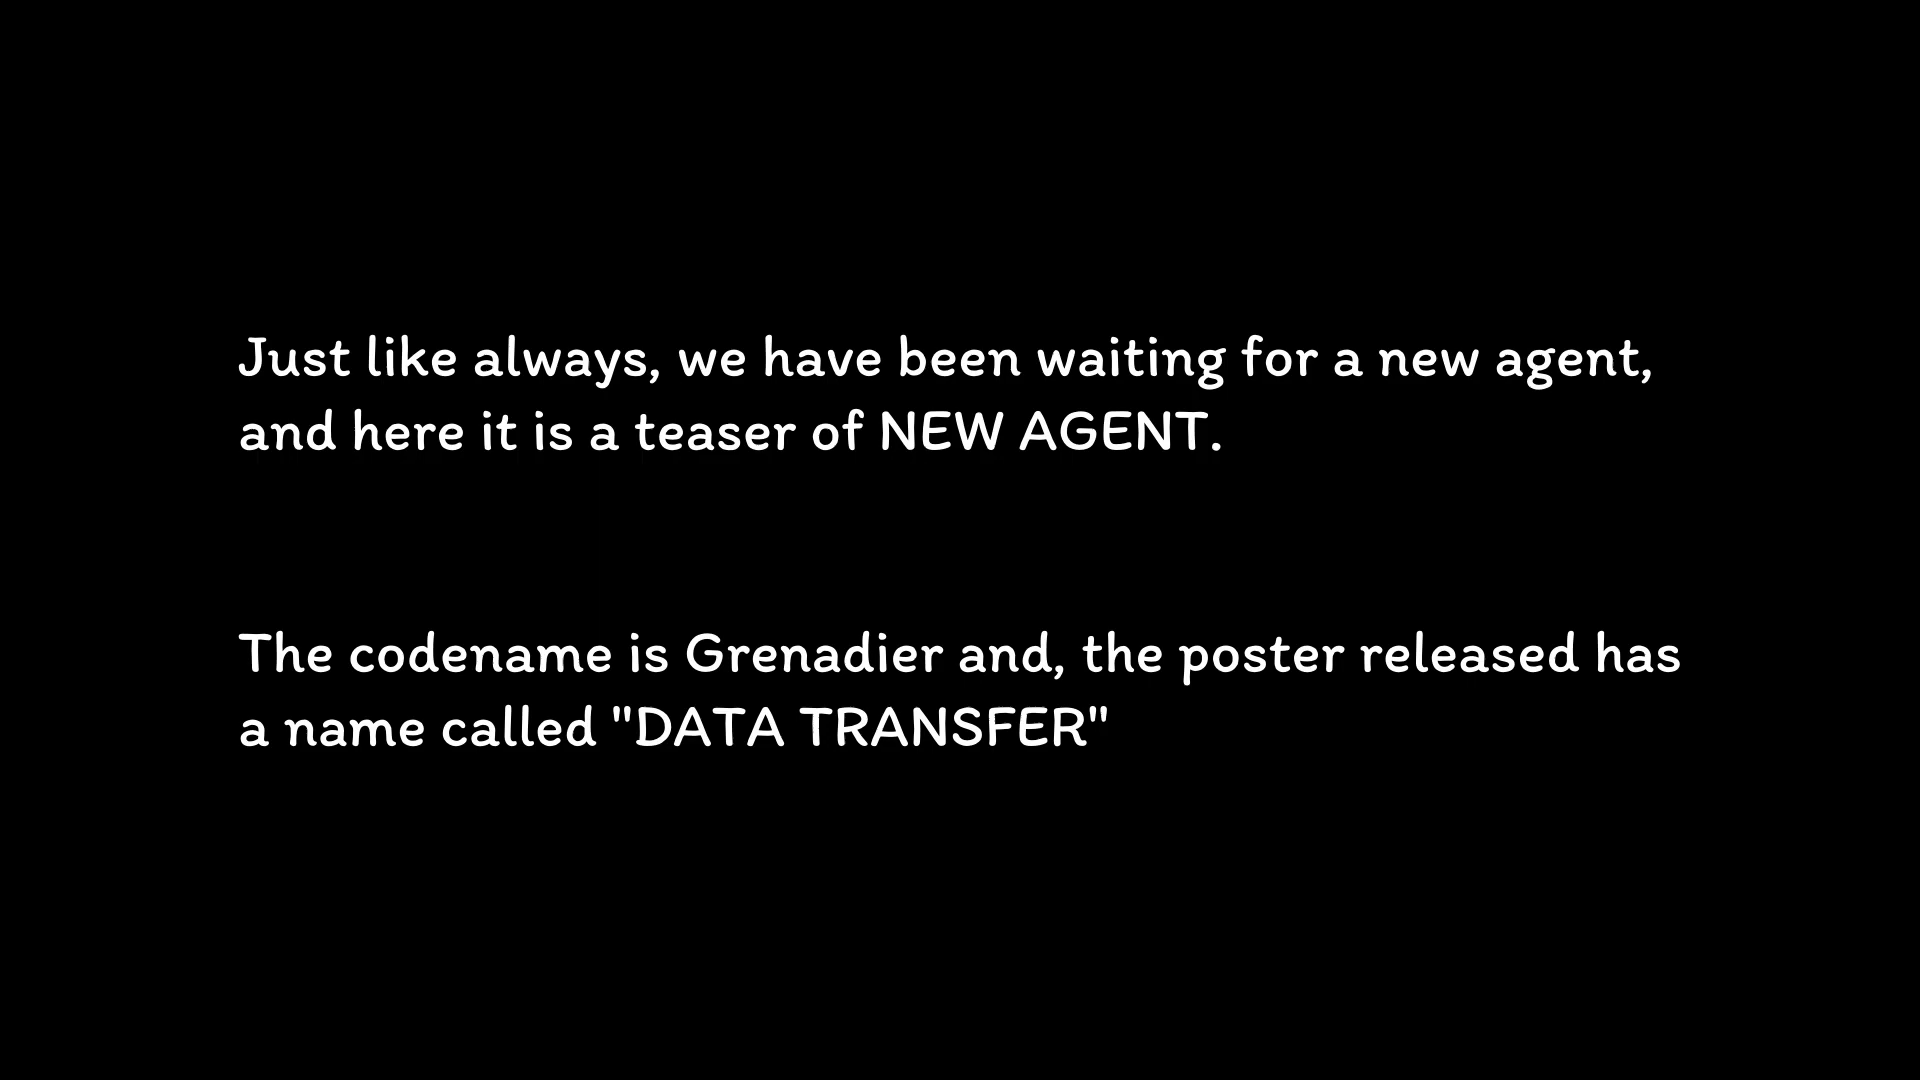 Just like always, we have been waiting for a new agent,
and here it is a teaser of NEW AGENT.
The codename is Grenadier and, the poster released has
a name called "DATA TRANSFER"